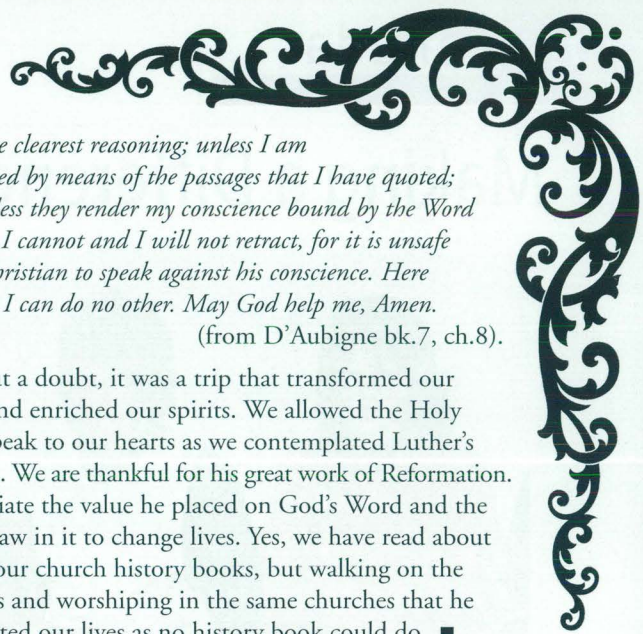 e clearest reasoning; unless I am
ed by means of the passages that I have quoted;
less they render my conscience bound by the Word
I cannot and I will not retract, for it is unsafe
hristian to speak against his conscience. Here
I can do no other. May God help me, Amen.
(from D'Aubigne bk.7, ch.8).
t a doubt, it was a trip that transformed our
nd enriched our spirits. We allowed the Holy
peak to our hearts as we contemplated Luther's
. We are thankful for his great work of Reformation.
iate the value he placed on God's Word and the
aw in it to change lives. Yes, we have read about
our church history books, but walking on the
s and worshiping in the same churches that he
ted our lives as no history book could do. ■